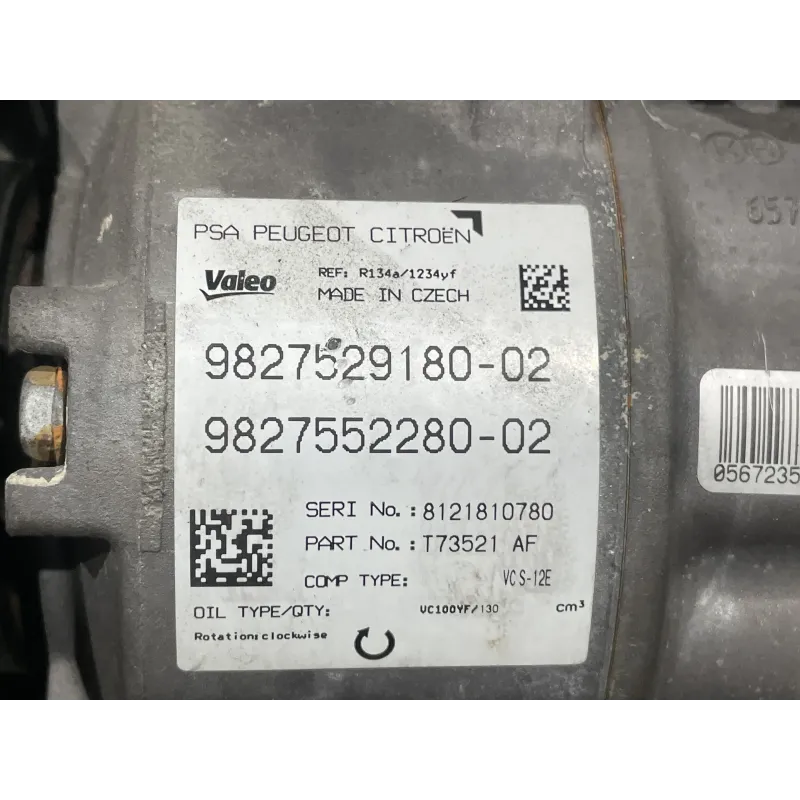 PSA PEUGEOT CITROËN
Valeo
REF: R134a/1234yf
MADE IN CZECH
9827529180-02
9827552280-02
SERI No.: 8121810780
PART No.: T73521 AF
COMP TYPE: VCS-12E
OIL TYPE/QTY: VC100YF/130 cm³
Rotation:clockwise
657
0567235